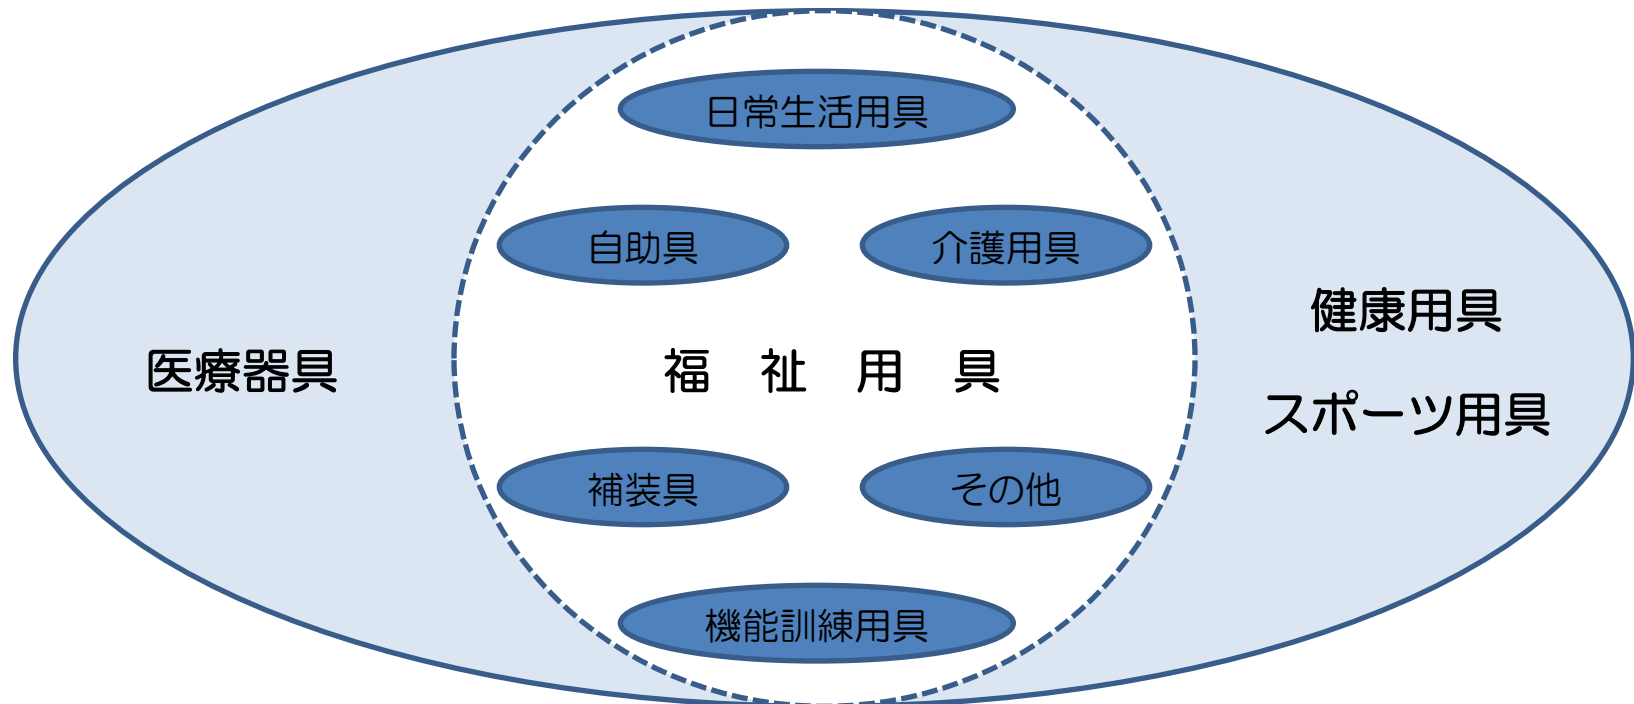 日常生活用具
自助具
介護用具
医療器具
福　祉　用　具
健康用具
スポーツ用具
補装具
その他
機能訓練用具